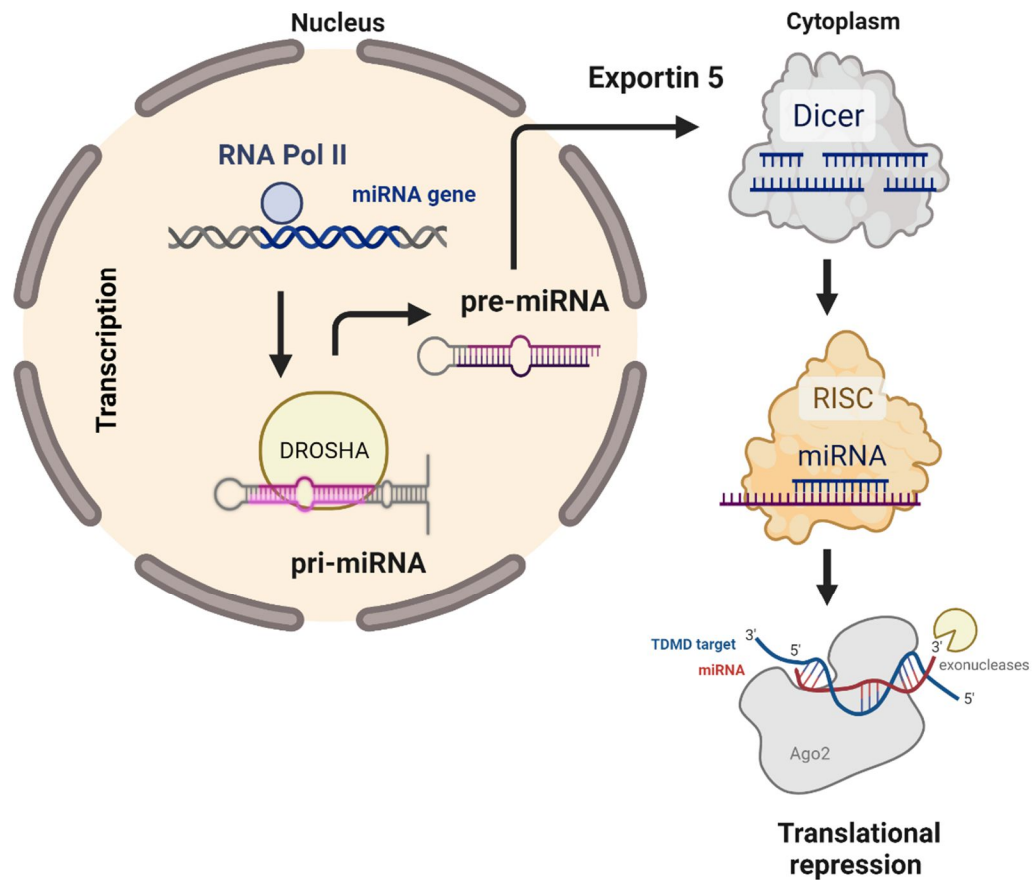 Nucleus
Cytoplasm
Exportin 5
Dicer
RNA Pol II
miRNA gene
Transcription
pre-miRNA
DROSHA
pri-miRNA
RISC
miRNA
TDMD target
miRNA
3'
5'
3'
exonucleases
5'
Ago2
Translational
repression